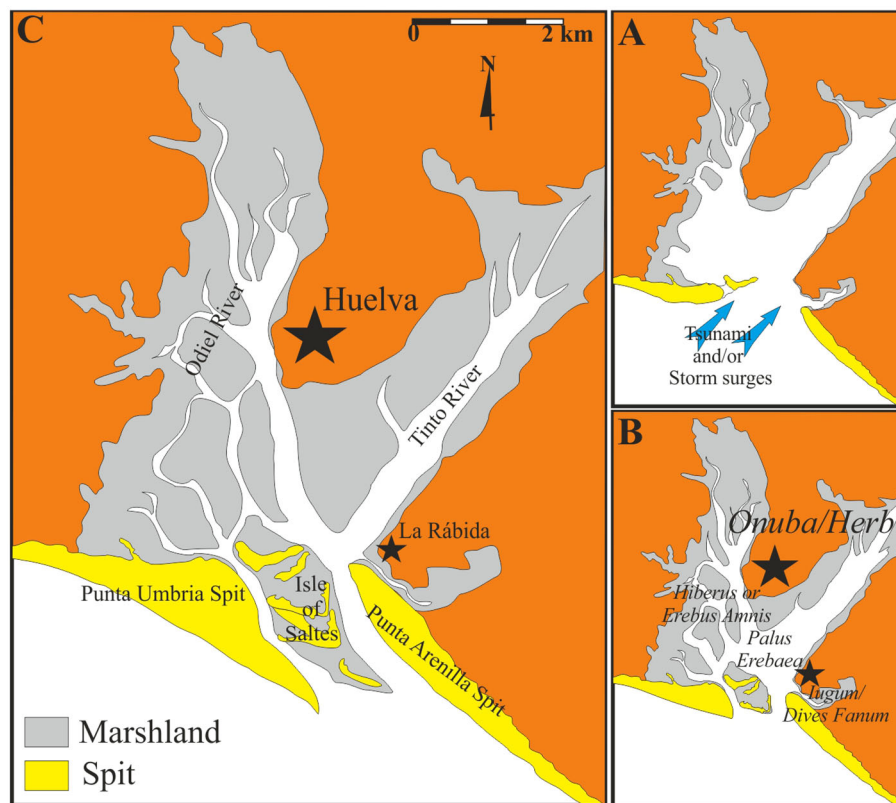 C
0
2 km
N
Huelva
Odiel River
Tinto River
La Rábida
Punta Umbria Spit
Isle
of
Saltes
Punta Arenilla Spit
Marshland
Spit
A
Tsunami
and/or
Storm surges
B
Onuba/Herb
Hiberus or
Erebus Amnis
Palus
Erebaea
Iugum/
Dives Fanum